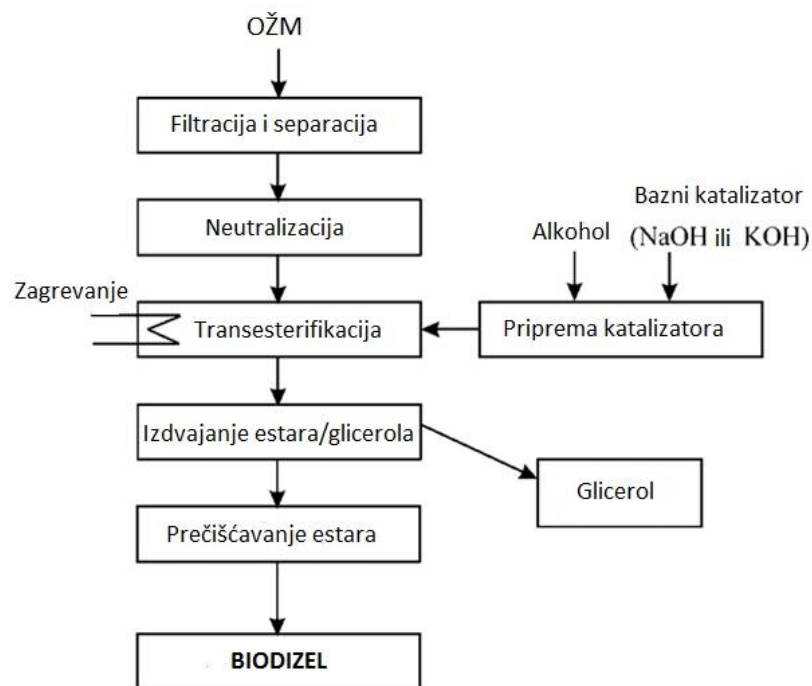 OŽM
Filtracija i separacija
Neutralizacija
Bazni katalizator
Alkohol (NaOH ili KOH)
Zagrevanje
Transesterifikacija
Priprema katalizatora
Izdvajanje estara/glicerola
Glicerol
Prečišćavanje estara
BIODIZEL